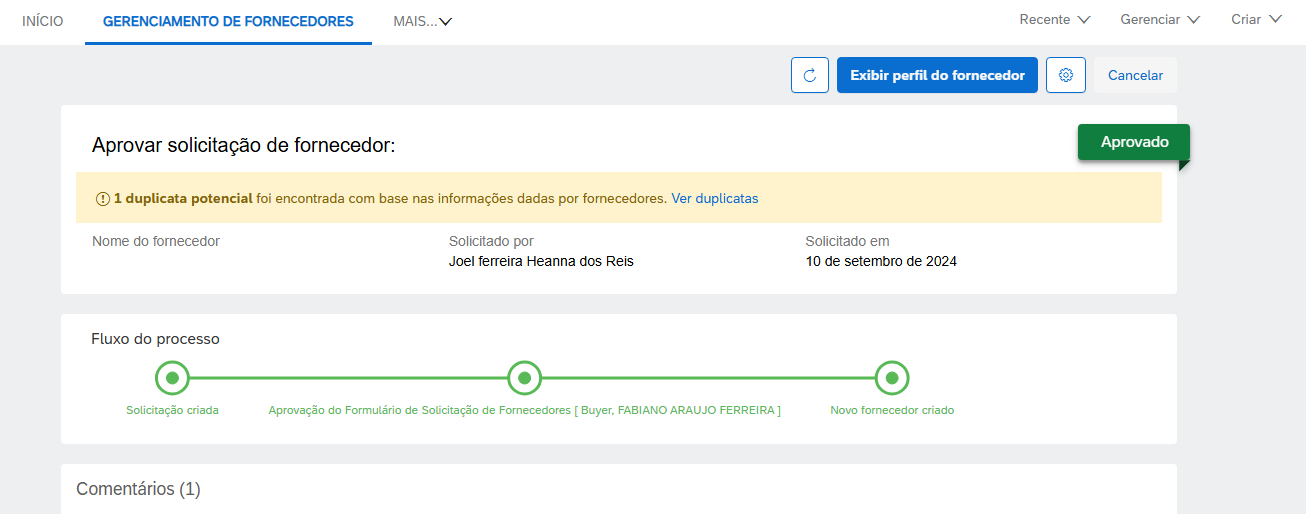 INÍCIO GERENCIAMENTO DE FORNECEDORES MAIS... Recente Gerenciar Criar
Exibir perfil do fornecedor Cancelar
Aprovar solicitação de fornecedor: Aprovado
1 duplicata potencial foi encontrada com base nas informações dadas por fornecedores. Ver duplicatas
Nome do fornecedor Solicitado por Solicitado em
Joel ferreira Heanna dos Reis 10 de setembro de 2024
Fluxo do processo
Solicitação criada Aprovação do Formulário de Solicitação de Fornecedores [ Buyer, FABIANO ARAUJO FERREIRA ] Novo fornecedor criado
Comentários (1)